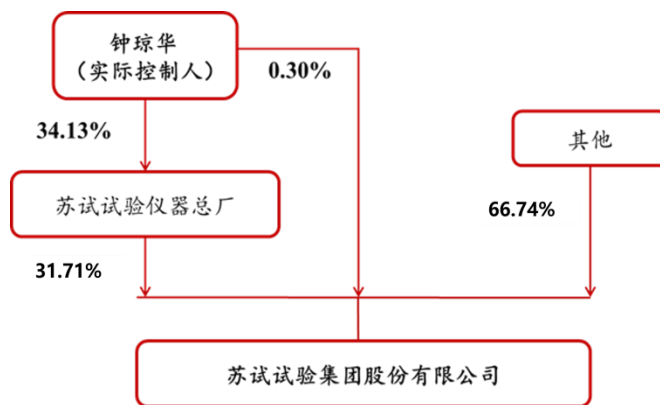 钟琼华
（实际控制人）
0.30%
34.13%
其他
苏试试验仪器总厂
66.74%
31.71%
苏试试验集团股份有限公司